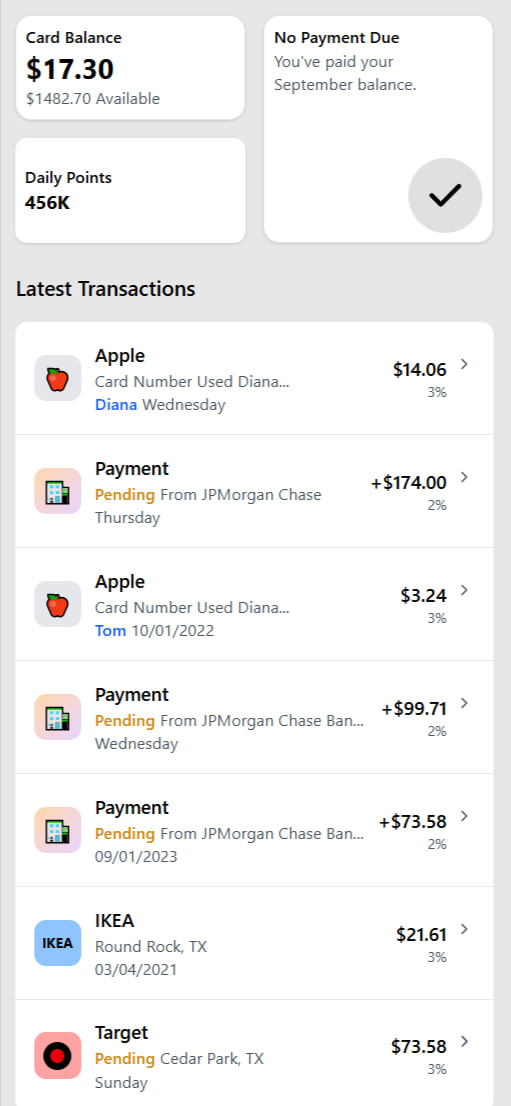 Card Balance
$17.30
$1482.70 Available
No Payment Due
You've paid your
September balance.
Daily Points
456K
Latest Transactions
Apple
$14.06
Card Number Used Diana...
3%
Diana Wednesday
Payment
+$174.00
Pending From JPMorgan Chase
2%
Thursday
Apple
$3.24
Card Number Used Diana...
3%
Tom 10/01/2022
Payment
+$99.71
Pending From JPMorgan Chase Ban...
2%
Wednesday
Payment
+$73.58
Pending From JPMorgan Chase Ban...
2%
09/01/2023
IKEA
IKEA
$21.61
Round Rock, TX
3%
03/04/2021
Target
$73.58
Pending Cedar Park, TX
3%
Sunday